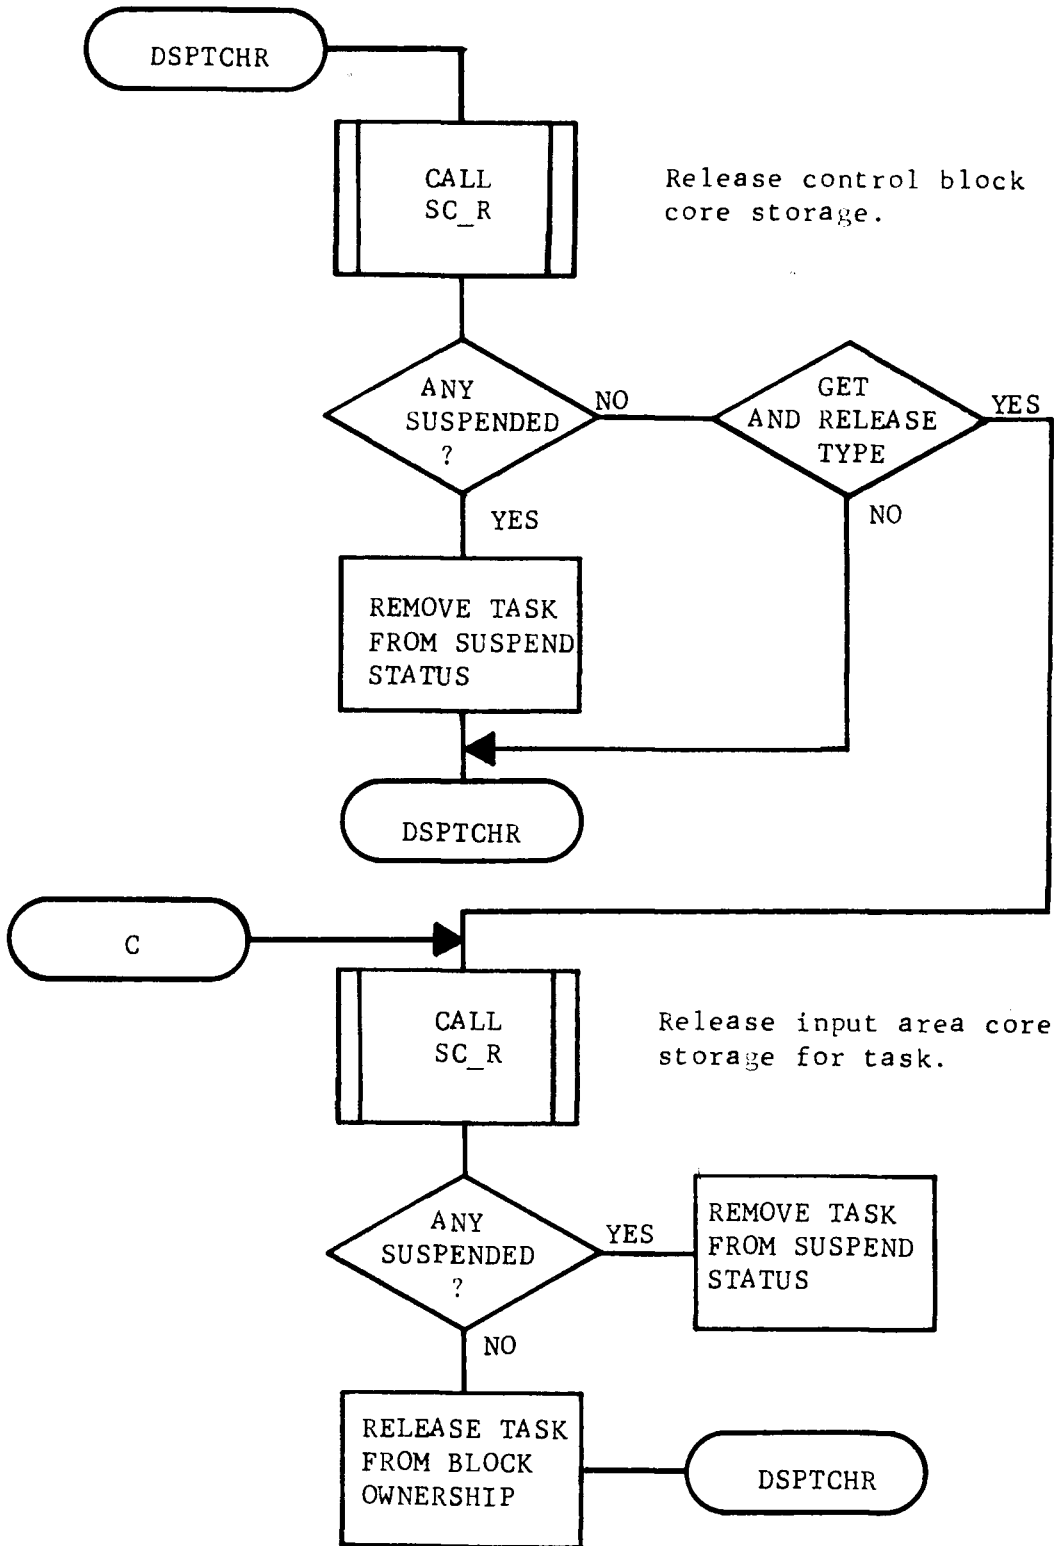 DSPTCHR
CALL
SC_R
Release control block
core storage.
ANY
SUSPENDED
?
NO
GET
AND RELEASE
TYPE
YES
NO
YES
REMOVE TASK
FROM SUSPEND
STATUS
DSPTCHR
C
CALL
SC_R
Release input area core
storage for task.
ANY
SUSPENDED
?
YES
REMOVE TASK
FROM SUSPEND
STATUS
NO
RELEASE TASK
FROM BLOCK
OWNERSHIP
DSPTCHR